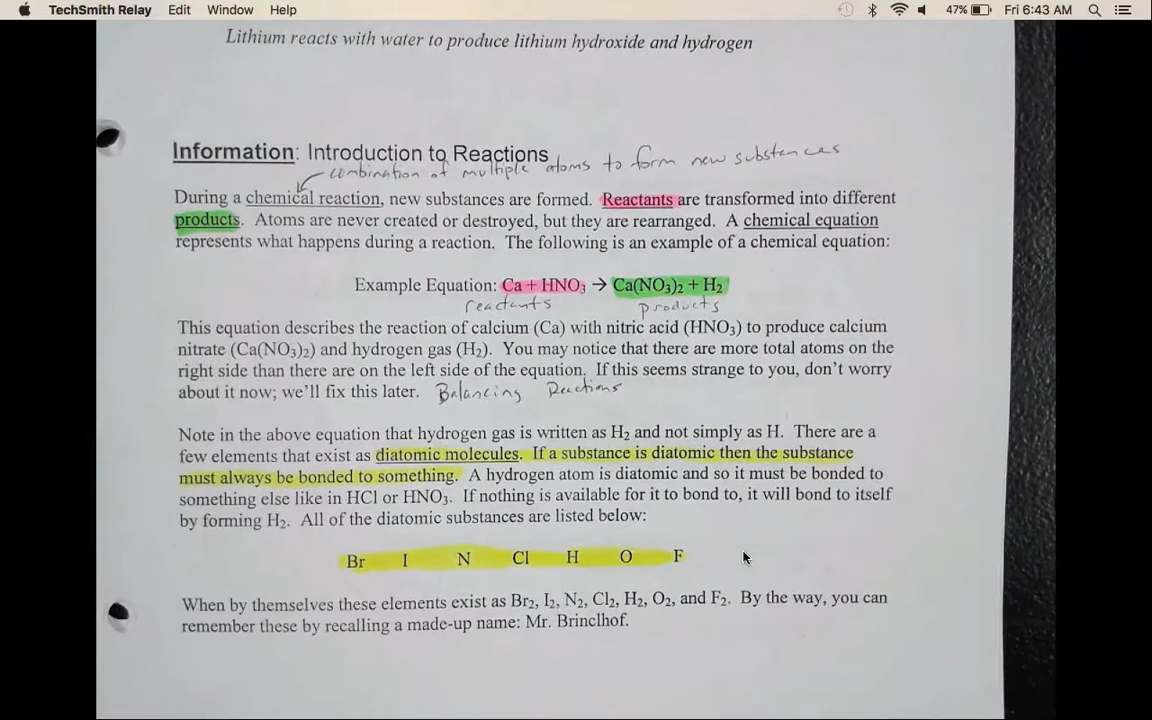 TechSmith Relay Edit Window Help 47% Fri 6:43 AM
Lithium reacts with water to produce lithium hydroxide and hydrogen
Information: Introduction to Reactions
combination of multiple atoms to form new substances
During a chemical reaction, new substances are formed. Reactants are transformed into different
products. Atoms are never created or destroyed, but they are rearranged. A chemical equation
represents what happens during a reaction. The following is an example of a chemical equation:
Example Equation: Ca + HNO₃ → Ca(NO₃)₂ + H₂
reactants products
This equation describes the reaction of calcium (Ca) with nitric acid (HNO₃) to produce calcium
nitrate (Ca(NO₃)₂) and hydrogen gas (H₂). You may notice that there are more total atoms on the
right side than there are on the left side of the equation. If this seems strange to you, don't worry
about it now; we'll fix this later. Balancing Reactions
Note in the above equation that hydrogen gas is written as H₂ and not simply as H. There are a
few elements that exist as diatomic molecules. If a substance is diatomic then the substance
must always be bonded to something. A hydrogen atom is diatomic and so it must be bonded to
something else like in HCl or HNO₃. If nothing is available for it to bond to, it will bond to itself
by forming H₂. All of the diatomic substances are listed below:
Br I N Cl H O F
When by themselves these elements exist as Br₂, I₂, N₂, Cl₂, H₂, O₂, and F₂. By the way, you can
remember these by recalling a made-up name: Mr. Brinclhof.